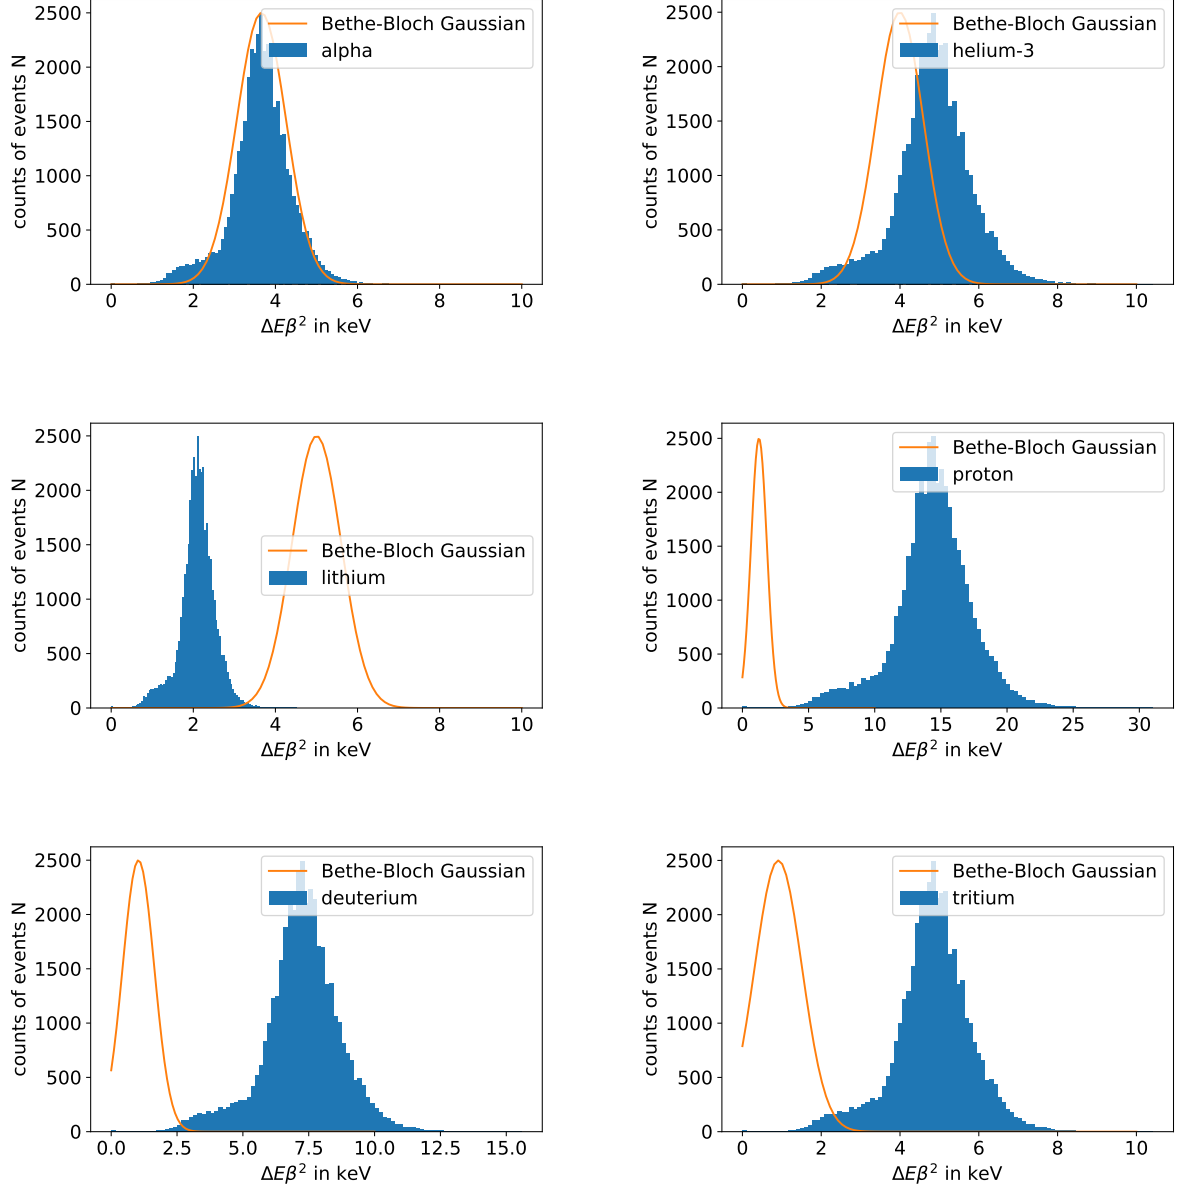 counts of events N
2500
2000
1500
1000
500
0
0 2 4 6 8 10
ΔEβ² in keV
Bethe-Bloch Gaussian
alpha
counts of events N
2500
2000
1500
1000
500
0
0 2 4 6 8 10
ΔEβ² in keV
Bethe-Bloch Gaussian
helium-3
counts of events N
2500
2000
1500
1000
500
0
0 2 4 6 8 10
ΔEβ² in keV
Bethe-Bloch Gaussian
lithium
counts of events N
2500
2000
1500
1000
500
0
0 5 10 15 20 25 30
ΔEβ² in keV
Bethe-Bloch Gaussian
proton
counts of events N
2500
2000
1500
1000
500
0
0.0 2.5 5.0 7.5 10.0 12.5 15.0
ΔEβ² in keV
Bethe-Bloch Gaussian
deuterium
counts of events N
2500
2000
1500
1000
500
0
0 2 4 6 8 10
ΔEβ² in keV
Bethe-Bloch Gaussian
tritium